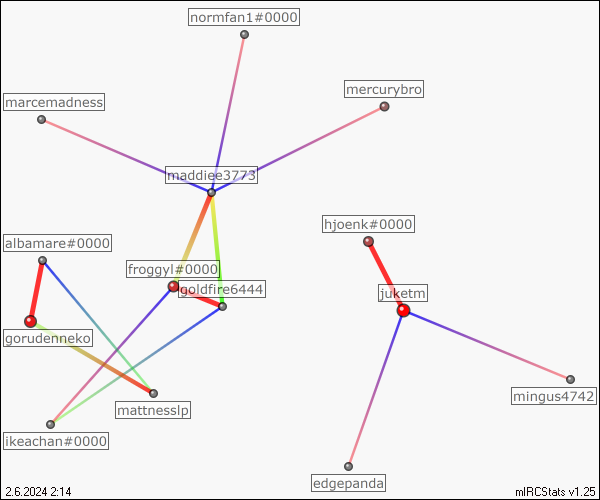 normfan1#0000
mercurybro
marcemadness
maddiee3773
hjoenk#0000
albamare#0000
froggyl#0000
goldfire6444
juketm
gorudenneko
mingus4742
mattnesslp
ikeachan#0000
edgepanda
2.6.2024 2:14
mIRCStats v1.25